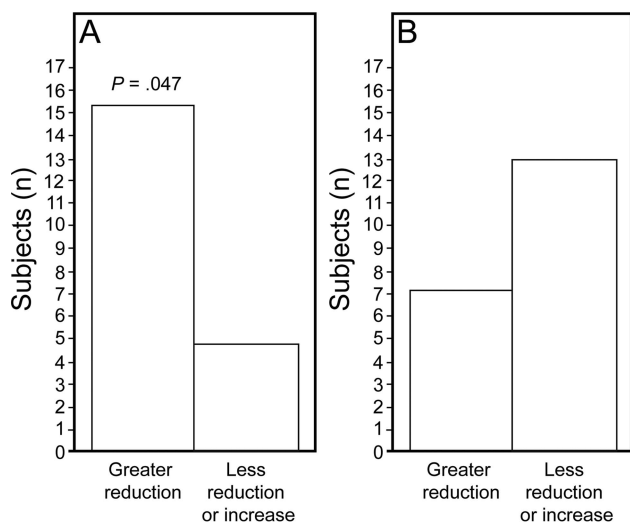 A
Subjects (n)
17
16
15
14
13
12
11
10
9
8
7
6
5
4
3
2
1
0
P = .047
Greater
reduction
Less
reduction
or increase
B
Subjects (n)
17
16
15
14
13
12
11
10
9
8
7
6
5
4
3
2
1
0
Greater
reduction
Less
reduction
or increase